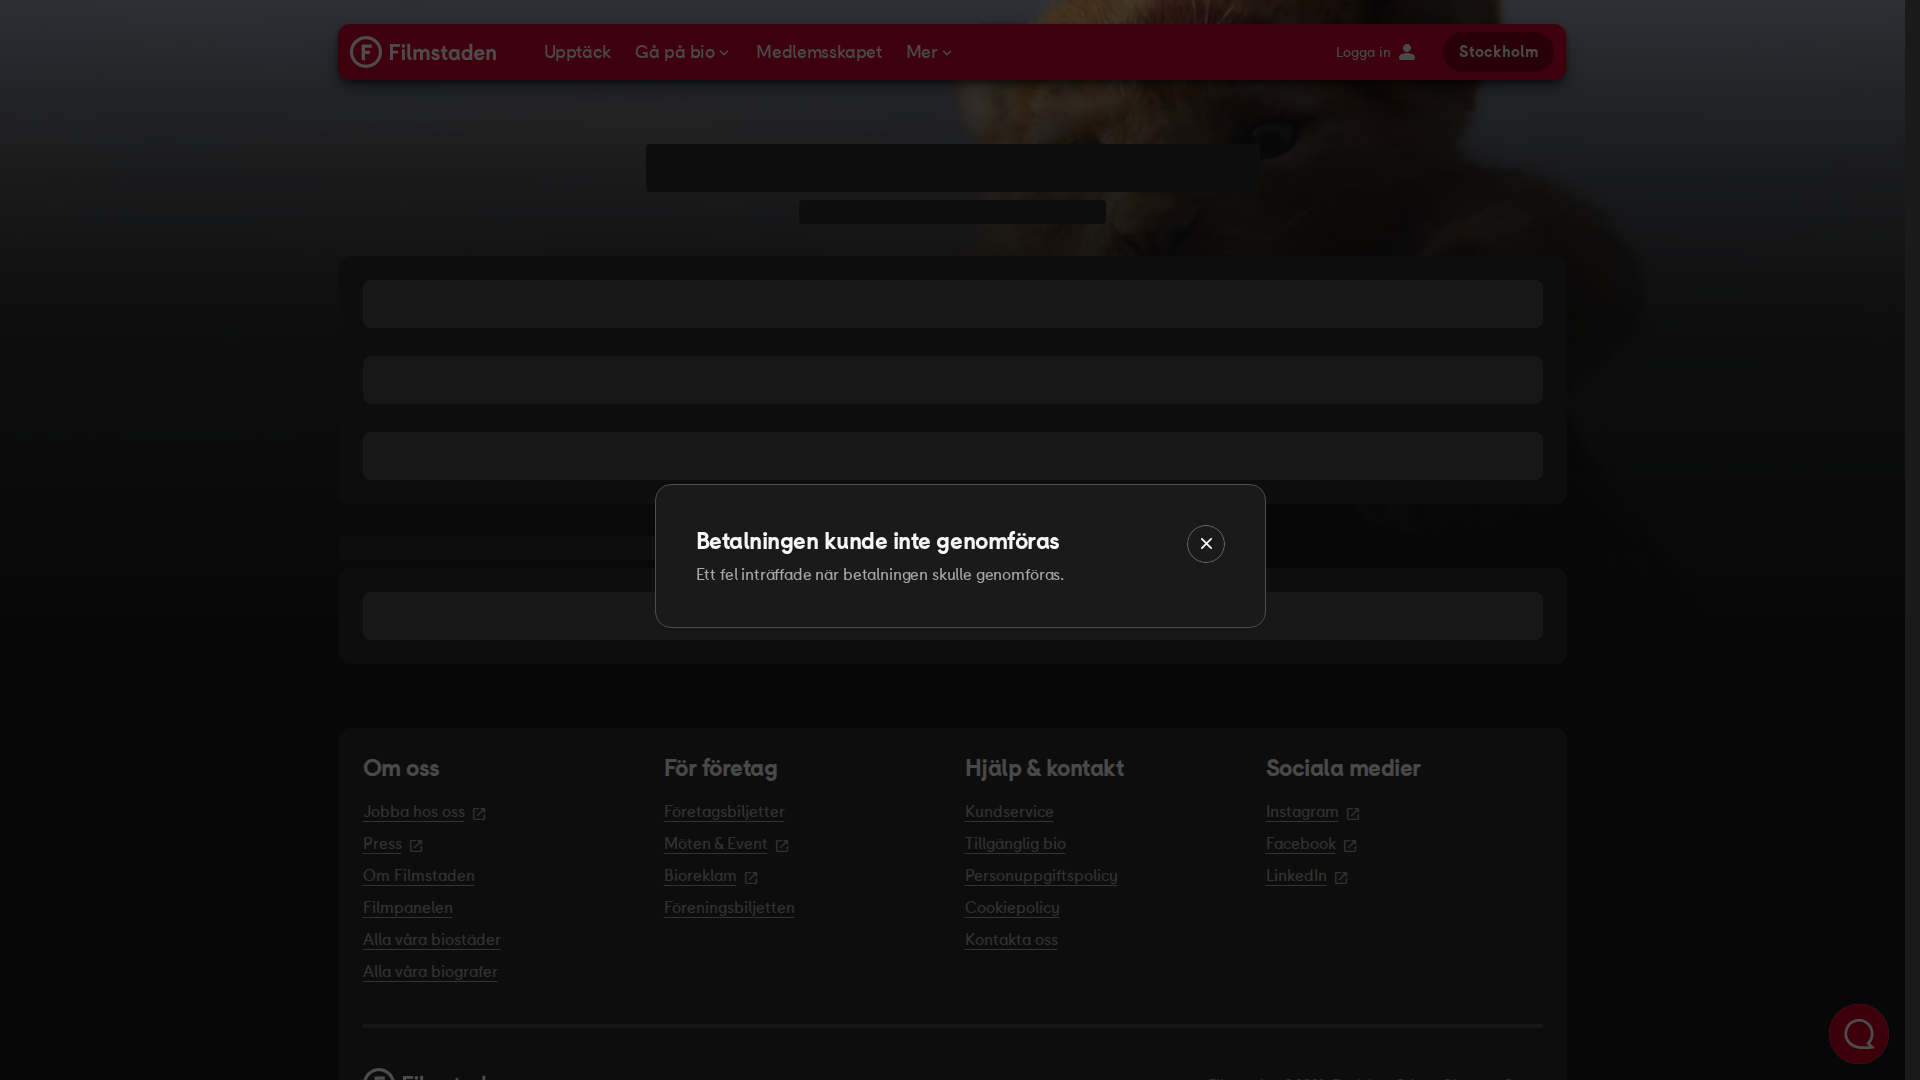 Filmstaden
Upptäck
Gå på bio
Medlemsskapet
Mer
Logga in
Stockholm
Betalningen kunde inte genomföras
Ett fel inträffade när betalningen skulle genomföras.
Om oss
Jobba hos oss
Press
Om Filmstaden
Filmpanelen
Alla våra biostäder
Alla våra biografer
För företag
Företagsbiljetter
Möten & Event
Bioreklam
Föreningsbiljetten
Hjälp & kontakt
Kundservice
Tillgänglig bio
Personuppgiftspolicy
Cookiepolicy
Kontakta oss
Sociala medier
Instagram
Facebook
LinkedIn